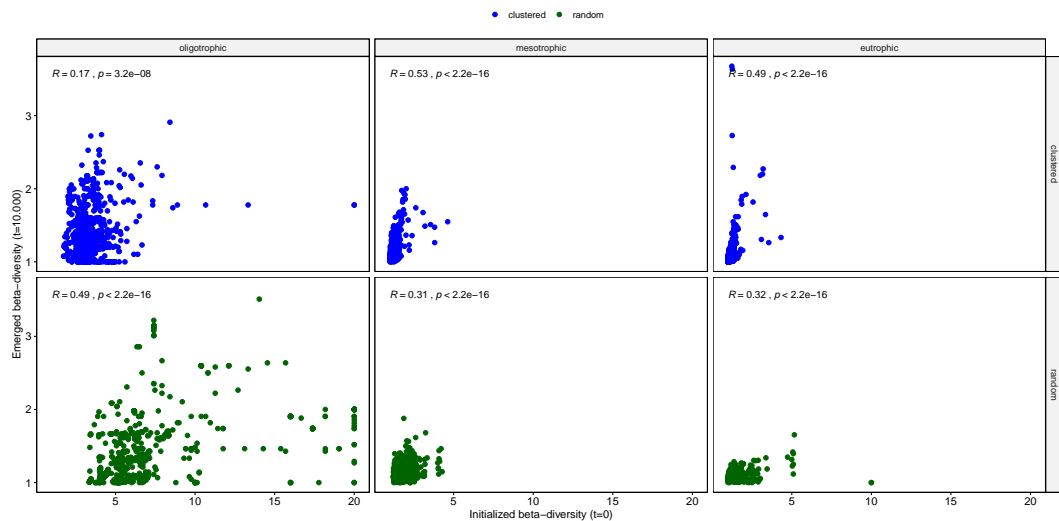 clustered random
oligotrophic mesotrophic eutrophic
R = 0.17 , p = 3.2e−08
R = 0.53 , p < 2.2e−16
R = 0.49 , p < 2.2e−16
3
2
1
clustered
R = 0.49 , p < 2.2e−16
R = 0.31 , p < 2.2e−16
R = 0.32 , p < 2.2e−16
3
2
1
random
Emerged beta−diversity (t=10.000)
5 10 15 20 5 10 15 20 5 10 15 20
Initialized beta−diversity (t=0)